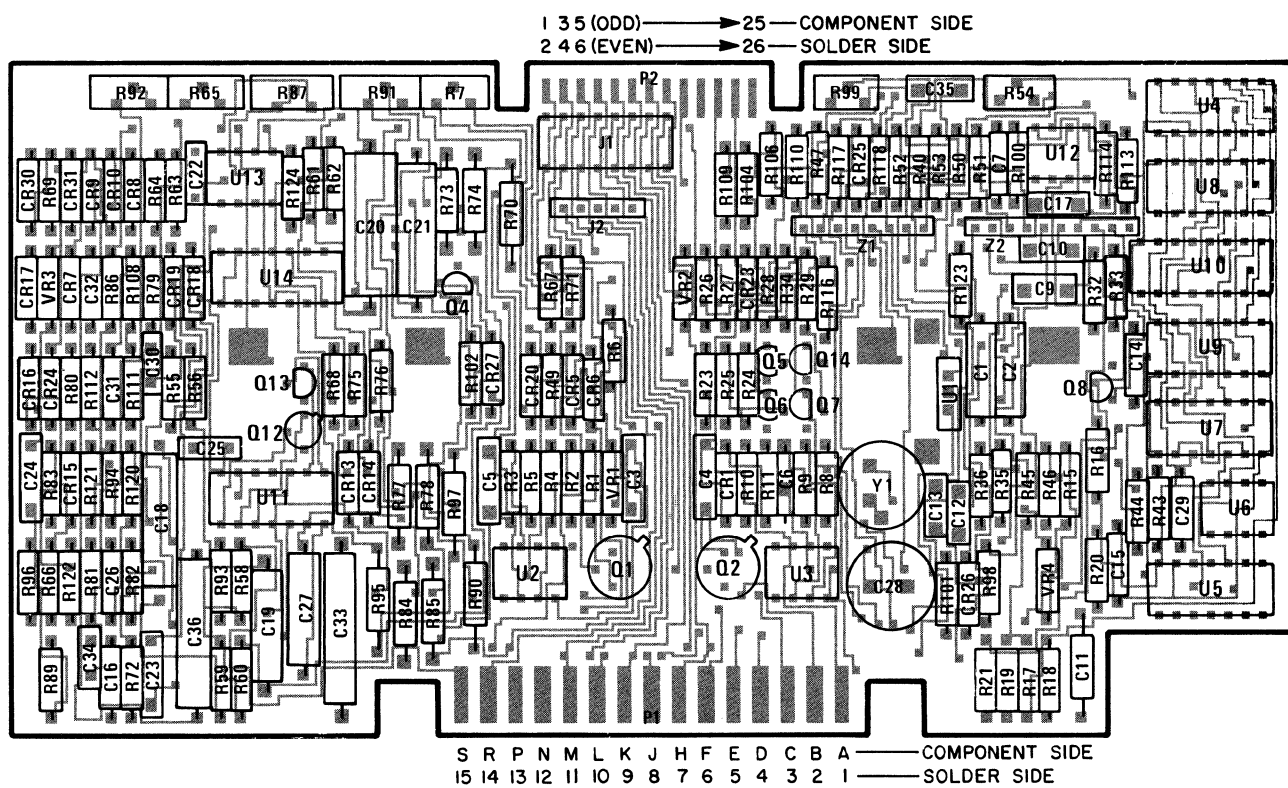 1 3 5 (ODD) 25 COMPONENT SIDE
2 4 6 (EVEN) 26 SOLDER SIDE
P2
R92 R65 R87 R91 R7 R99 C35 R54 U4
J1
CR30 R69 CR31 CR9 CR10 CR8 R64 R63 C22 U13 R124 R61 R62 C20 C21 R73 R74 R70 R109 R104 R106 R110 R47 R117 CR25 R118 R52 R40 R53 R50 R51 C7 R100 U12 R114 R113 U8
C17
J2 Z1 Z2 C10
CR17 VR3 CR7 C32 R108 R79 CR19 CR18 U14 Q4 R67 R71 VR2 R26 R27 CR23 R28 R34 R29 R116 R123 C9 R32 R33 U10
CR16 CR24 R80 R112 C31 R111 C30 R55 R56 Q13 R68 R75 R76 R102 CR27 CR20 R49 CR5 CR6 R6 R23 R25 R24 Q5 Q14 U1 C1 C2 Q8 C14 U9
Q6 Q7
Q12 U7
C25
C24 R83 CR15 R121 R94 R120 C18 U11 CR13 CR14 R77 R78 R97 C5 R3 R5 R4 R2 R1 VR1 C3 C4 CR1 R10 R11 C6 R9 R8 Y1 C13 C12 R36 R35 R45 R46 R15 R16 R44 R43 C29 U6
R96 R66 R122 R81 C26 R82 C36 R93 R58 C19 C27 C33 R95 R84 R85 R90 U2 Q1 Q2 U3 C28 R101 CR26 R98 VR4 R20 C15 U5
R89 C34 C16 R72 C23 R59 R60 R21 R19 R17 R18 C11
P1
S R P N M L K J H F E D C B A COMPONENT SIDE
15 14 13 12 11 10 9 8 7 6 5 4 3 2 1 SOLDER SIDE